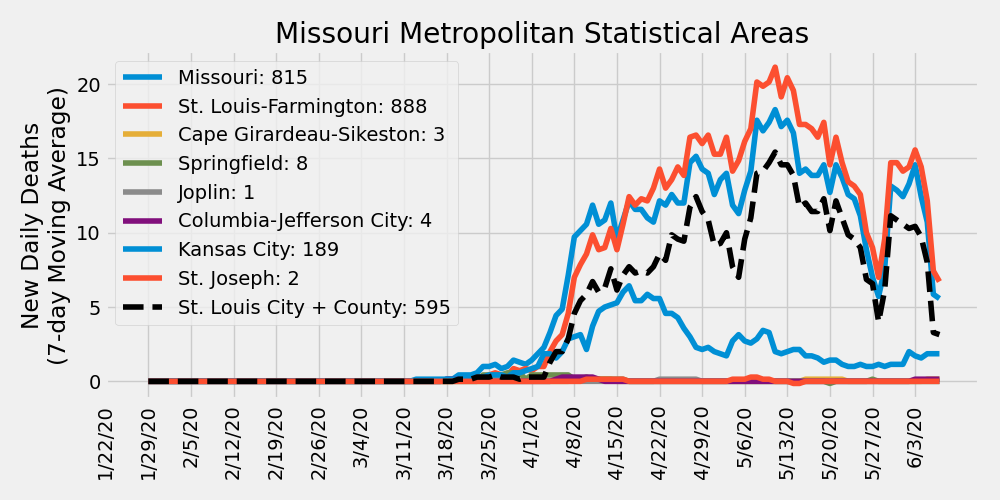 Missouri Metropolitan Statistical Areas
New Daily Deaths
(7-day Moving Average)
20
15
10
5
0
Missouri: 815
St. Louis-Farmington: 888
Cape Girardeau-Sikeston: 3
Springfield: 8
Joplin: 1
Columbia-Jefferson City: 4
Kansas City: 189
St. Joseph: 2
St. Louis City + County: 595
1/22/20
1/29/20
2/5/20
2/12/20
2/19/20
2/26/20
3/4/20
3/11/20
3/18/20
3/25/20
4/1/20
4/8/20
4/15/20
4/22/20
4/29/20
5/6/20
5/13/20
5/20/20
5/27/20
6/3/20